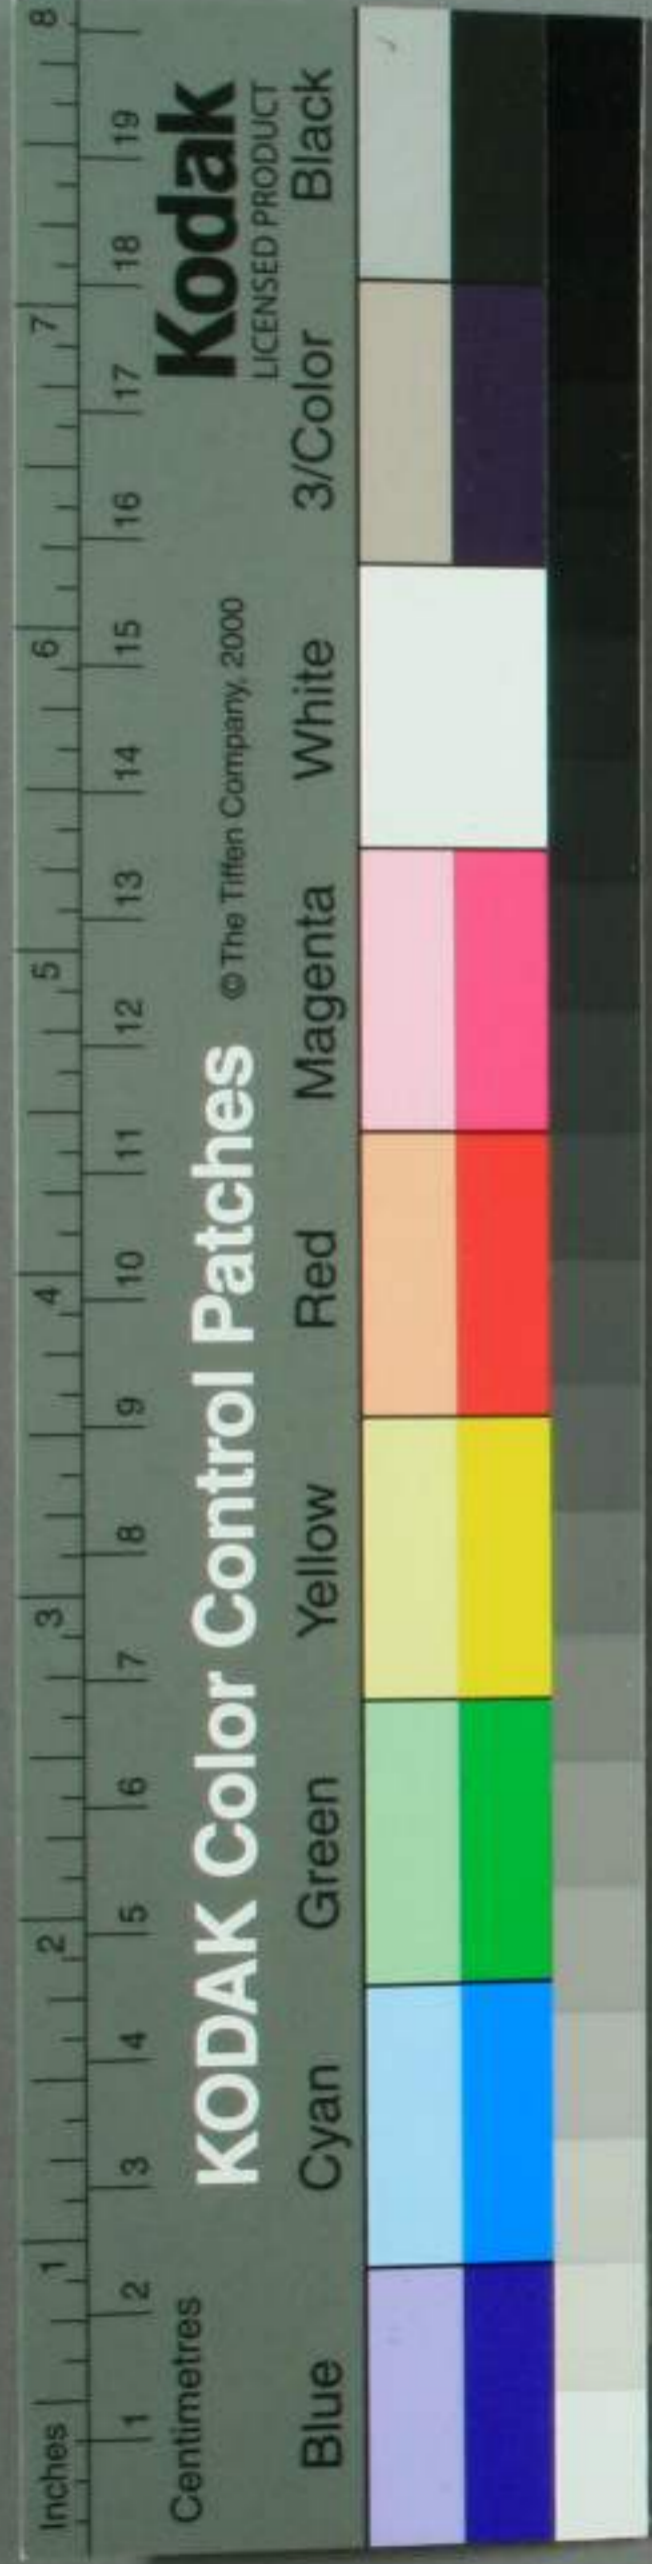 Inches 1 2 3 4 5 6 7 8
Centimetres 1 2 3 4 5 6 7 8 9 10 11 12 13 14 15 16 17 18 19
KODAK Color Control Patches © The Tiffen Company, 2000 Kodak
LICENSED PRODUCT
Blue Cyan Green Yellow Red Magenta White 3/Color Black